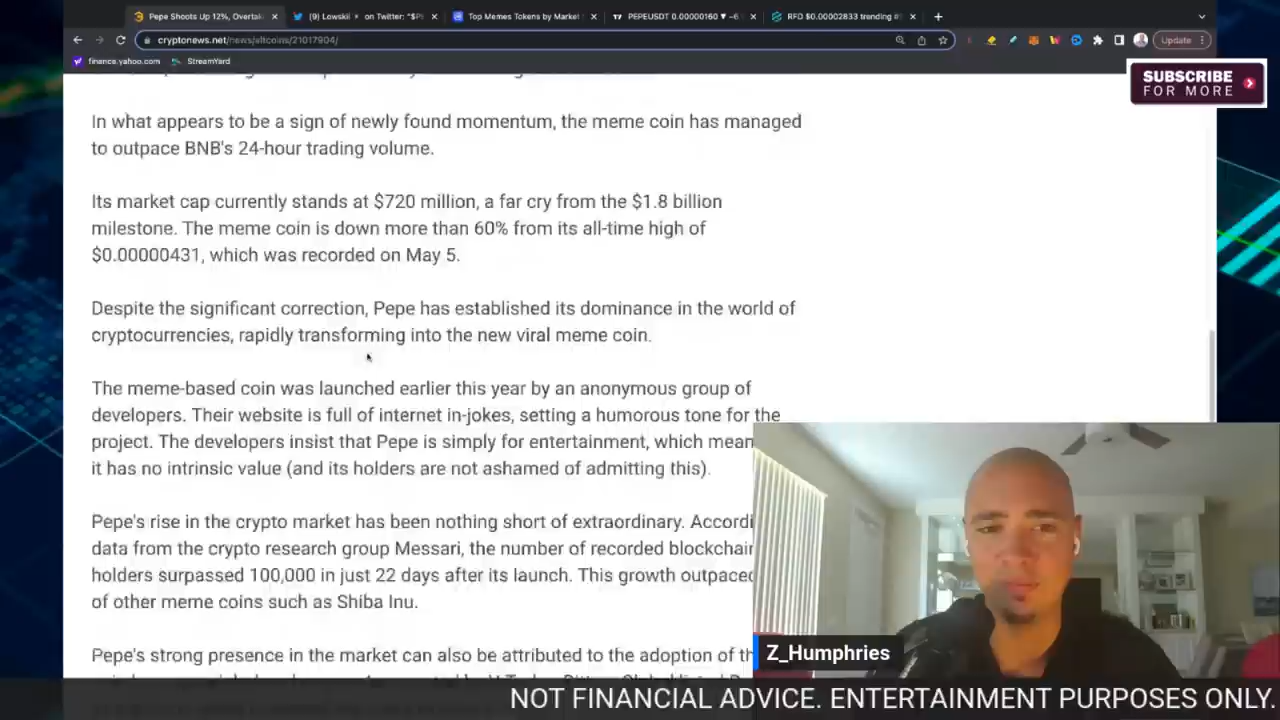 Pepe Shoots Up 12%, Overtak
(9) Lowskii on Twitter: "$P
Top Memes Tokens by Market
PEPEUSDT 0.00000160 ▼ −6
RFD $0.00002833 trending
cryptonews.net/news/altcoins/21017904/
Update
finance.yahoo.com
StreamYard
SUBSCRIBE
FOR MORE
In what appears to be a sign of newly found momentum, the meme coin has managed
to outpace BNB's 24-hour trading volume.
Its market cap currently stands at $720 million, a far cry from the $1.8 billion
milestone. The meme coin is down more than 60% from its all-time high of
$0.00000431, which was recorded on May 5.
Despite the significant correction, Pepe has established its dominance in the world of
cryptocurrencies, rapidly transforming into the new viral meme coin.
The meme-based coin was launched earlier this year by an anonymous group of
developers. Their website is full of internet in-jokes, setting a humorous tone for the
project. The developers insist that Pepe is simply for entertainment, which mean
it has no intrinsic value (and its holders are not ashamed of admitting this).
Pepe's rise in the crypto market has been nothing short of extraordinary. Accordi
data from the crypto research group Messari, the number of recorded blockchain
holders surpassed 100,000 in just 22 days after its launch. This growth outpaced
of other meme coins such as Shiba Inu.
Pepe's strong presence in the market can also be attributed to the adoption of th
Z_Humphries
NOT FINANCIAL ADVICE. ENTERTAINMENT PURPOSES ONLY.